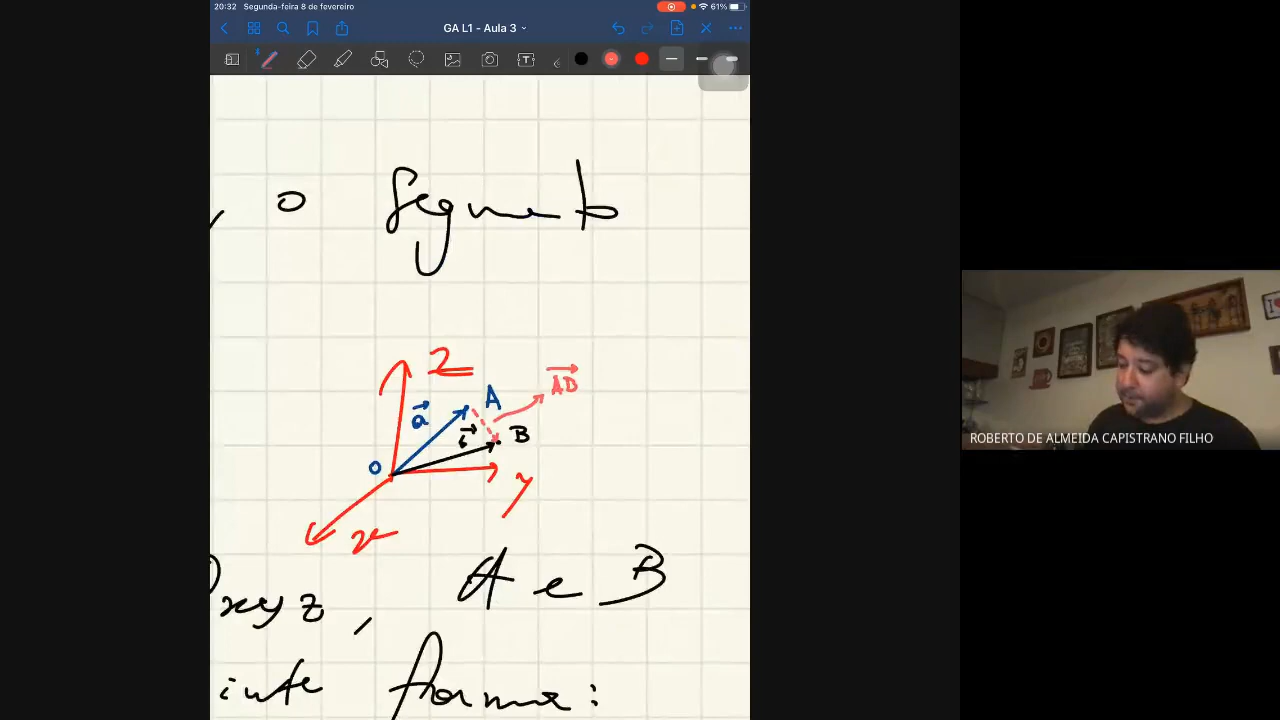 20:32 Segunda-feira 8 de fevereiro 61%
GA L1 - Aula 3
T
, o segmento
z
A
AB
a
b
B
O
y
x
A e B
Oxyz,
inte forma:
ROBERTO DE ALMEIDA CAPISTRANO FILHO